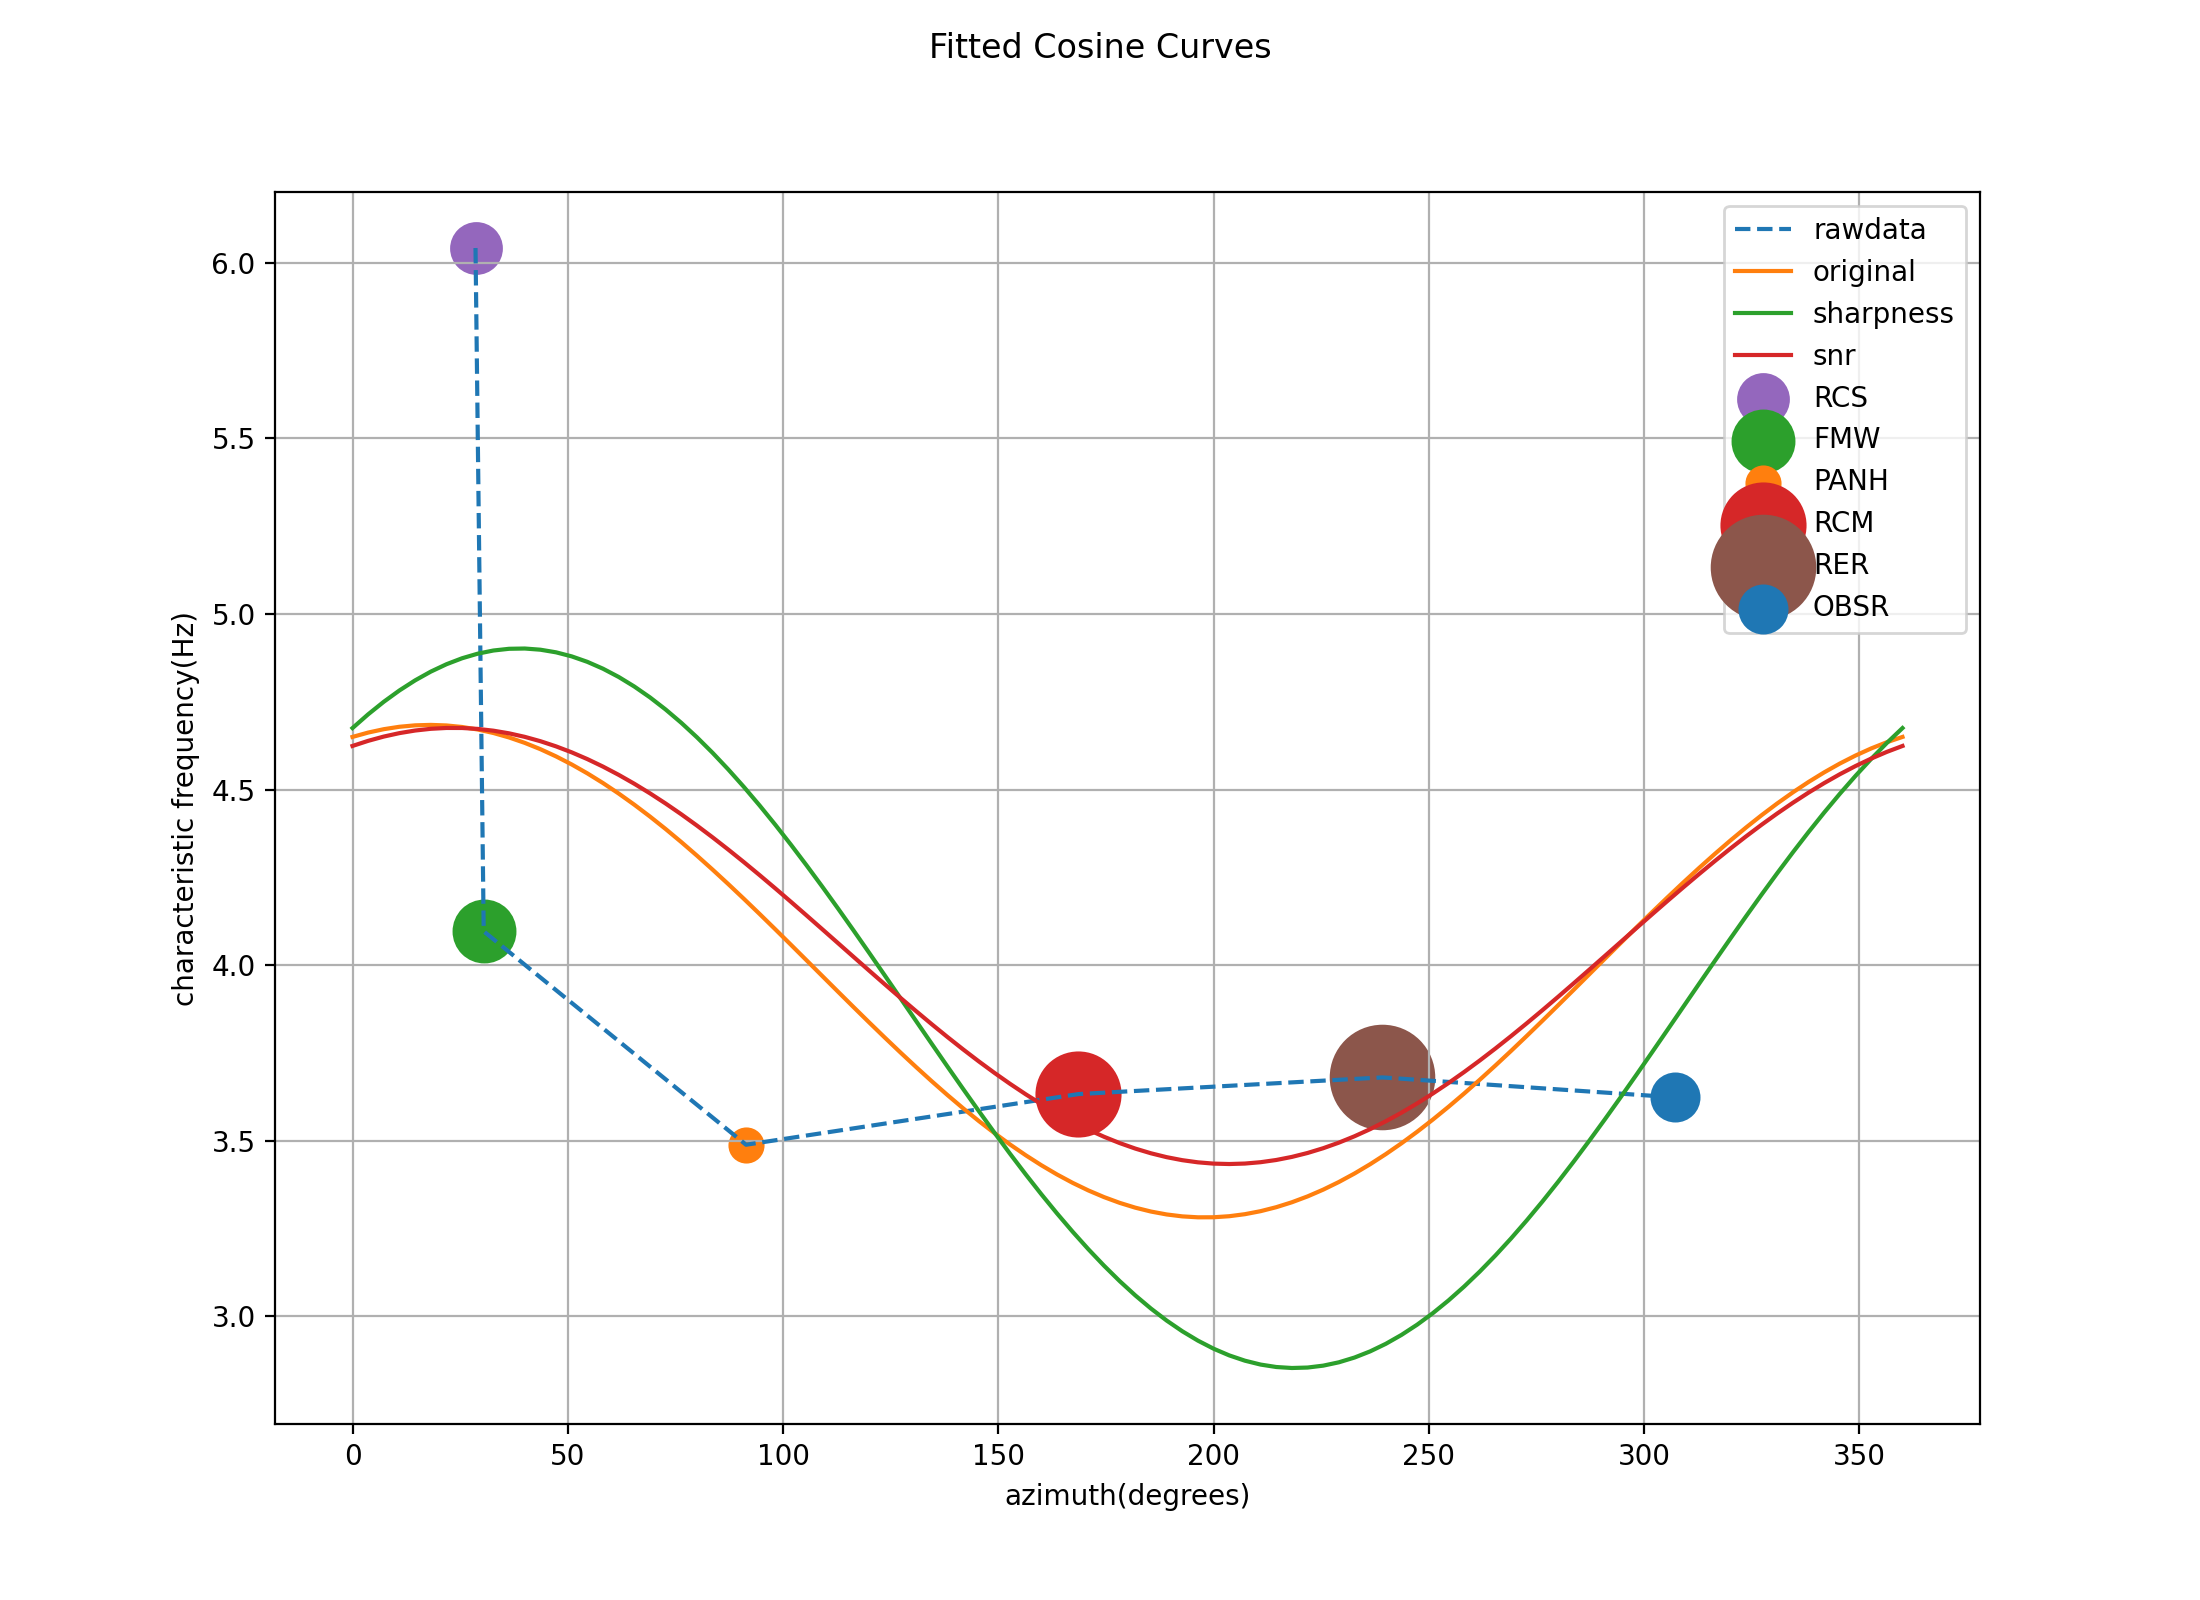 Fitted Cosine Curves
rawdata
original
sharpness
snr
RCS
FMW
PANH
RCM
RER
OBSR
6.0
5.5
5.0
4.5
4.0
3.5
3.0
characteristic frequency(Hz)
0 50 100 150 200 250 300 350
azimuth(degrees)